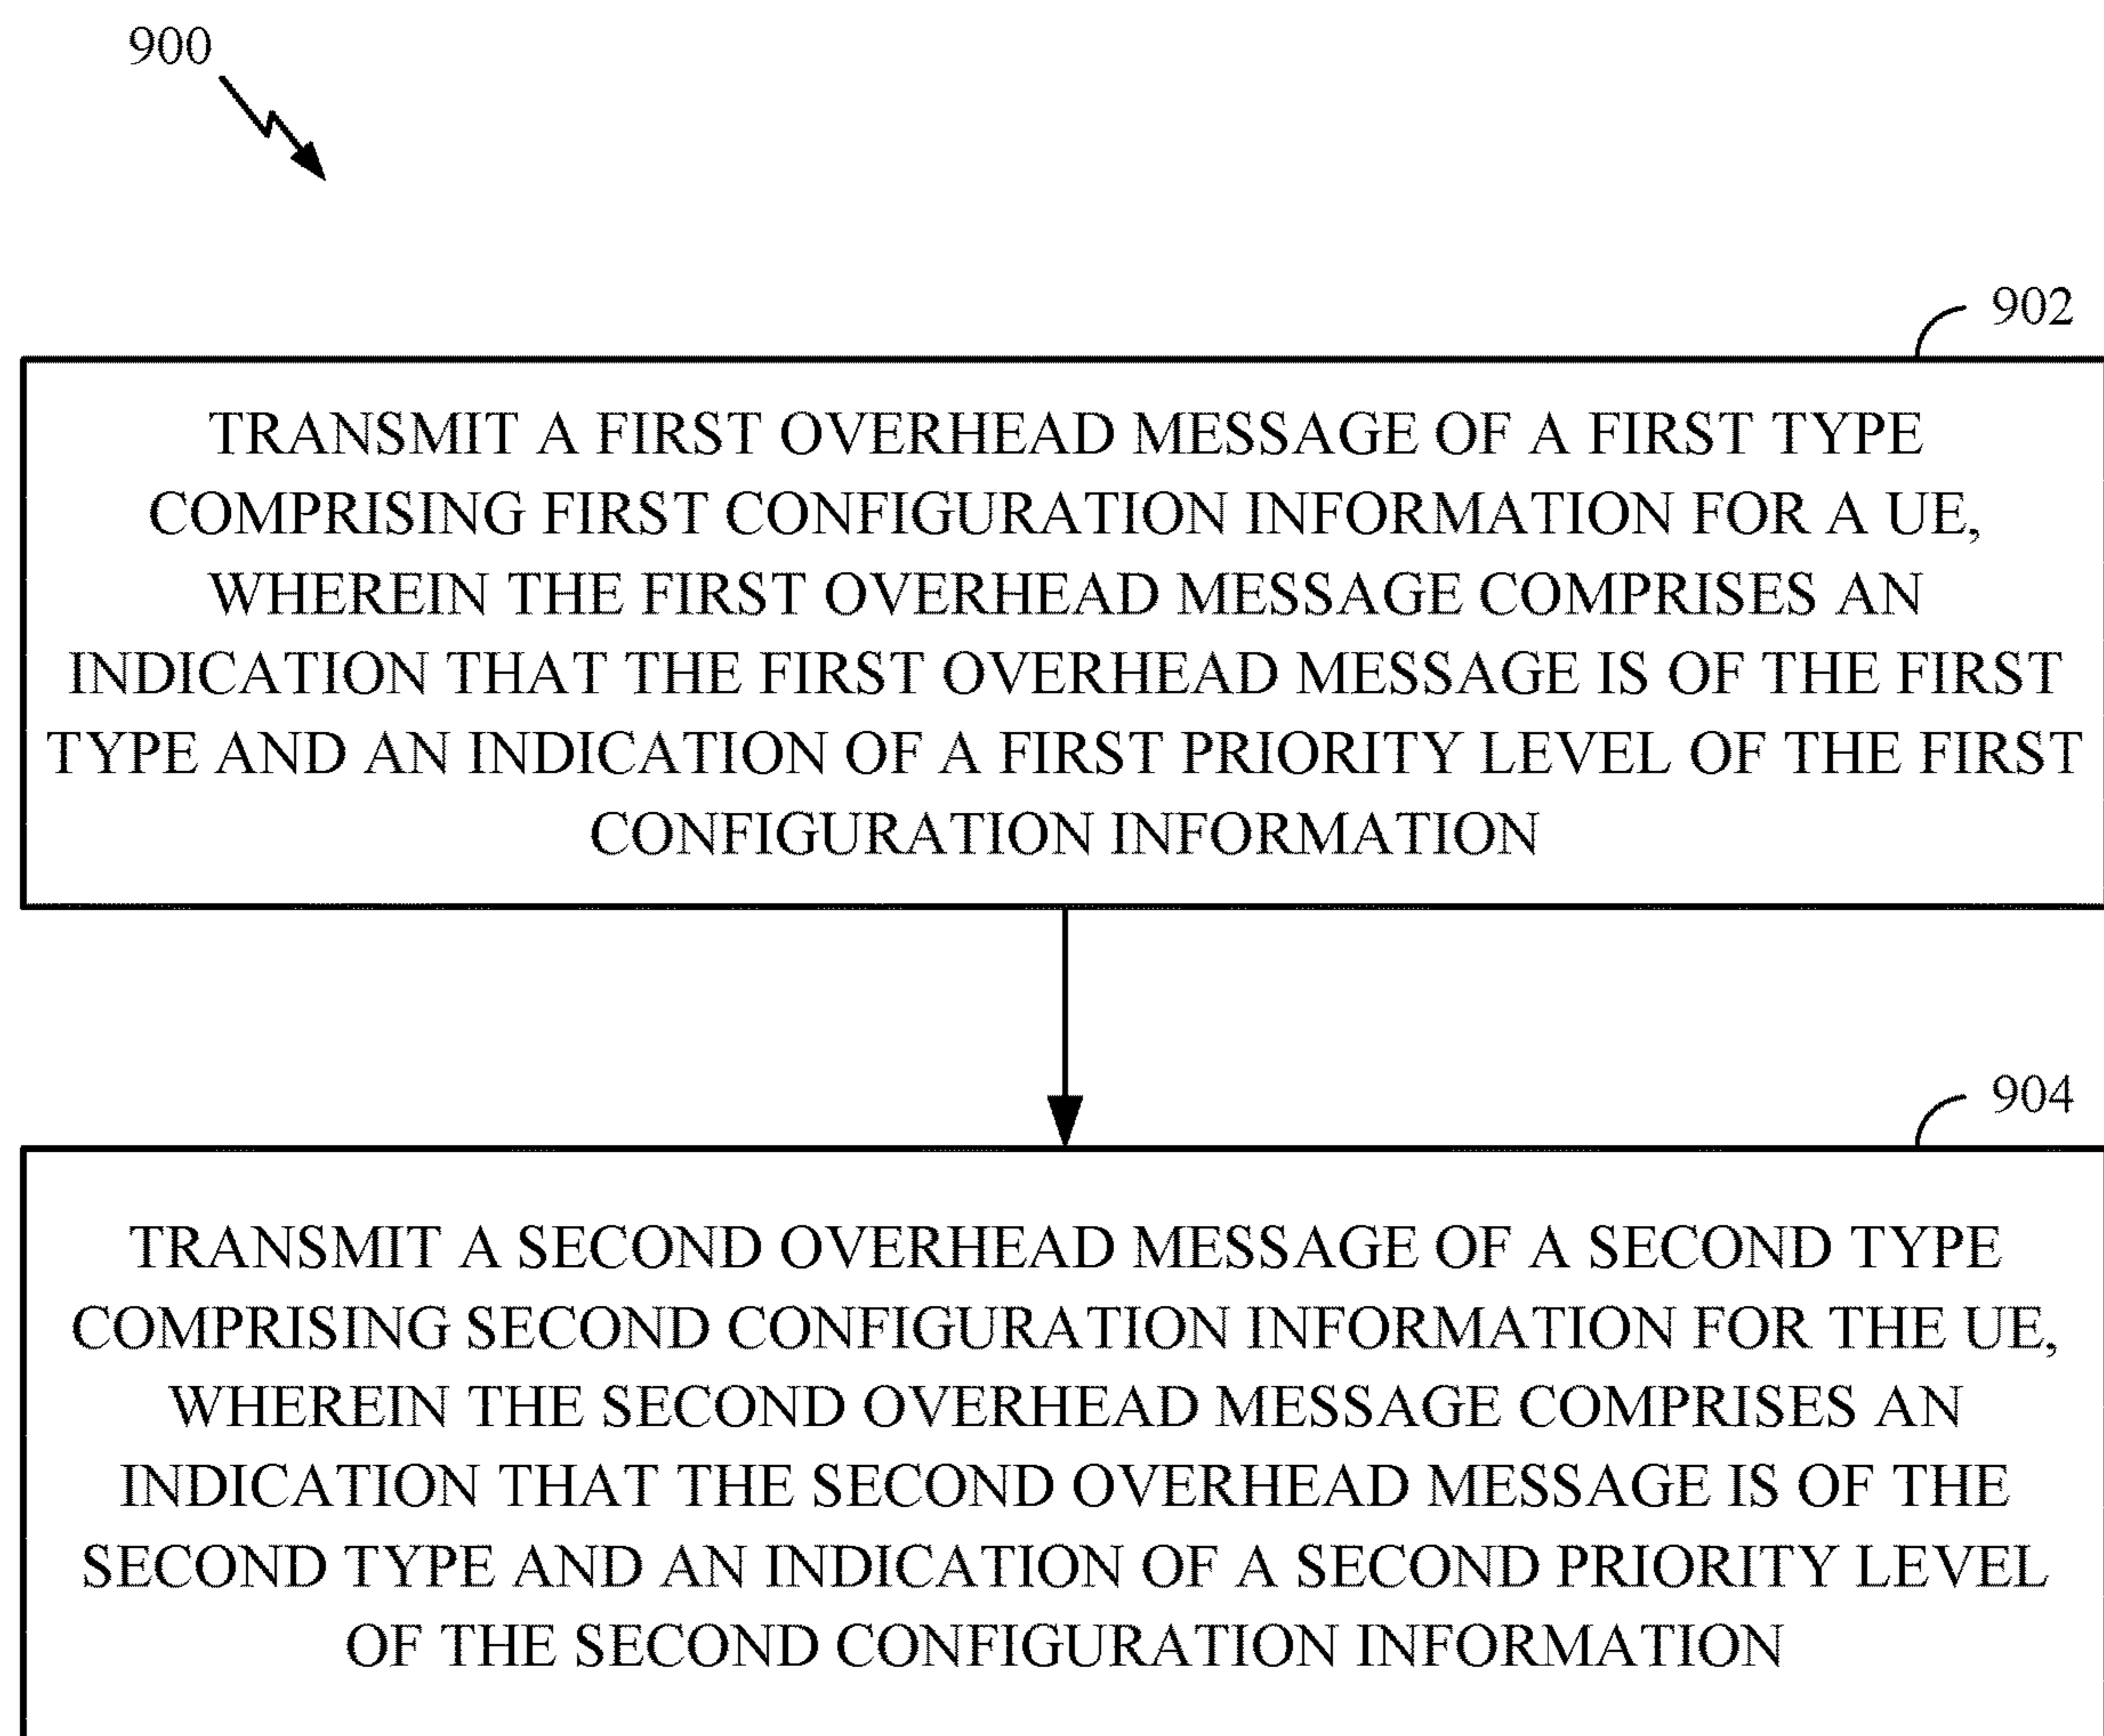 900
902
TRANSMIT A FIRST OVERHEAD MESSAGE OF A FIRST TYPE
COMPRISING FIRST CONFIGURATION INFORMATION FOR A UE,
WHEREIN THE FIRST OVERHEAD MESSAGE COMPRISES AN
INDICATION THAT THE FIRST OVERHEAD MESSAGE IS OF THE FIRST
TYPE AND AN INDICATION OF A FIRST PRIORITY LEVEL OF THE FIRST
CONFIGURATION INFORMATION
904
TRANSMIT A SECOND OVERHEAD MESSAGE OF A SECOND TYPE
COMPRISING SECOND CONFIGURATION INFORMATION FOR THE UE,
WHEREIN THE SECOND OVERHEAD MESSAGE COMPRISES AN
INDICATION THAT THE SECOND OVERHEAD MESSAGE IS OF THE
SECOND TYPE AND AN INDICATION OF A SECOND PRIORITY LEVEL
OF THE SECOND CONFIGURATION INFORMATION